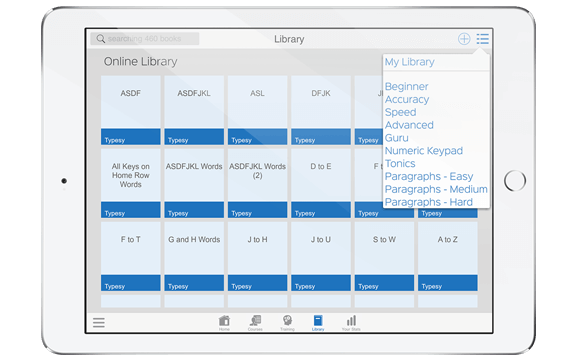 searching 460 books
Library
My Library
Online Library
Beginner
Accuracy
Speed
Advanced
Guru
Numeric Keypad
Tonics
Paragraphs - Easy
Paragraphs - Medium
Paragraphs - Hard
ASDF
ASDFJKL
ASL
DFJK
Typesy
Typesy
Typesy
Typesy
All Keys on
Home Row
Words
ASDFJKL Words
ASDFJKL Words
(2)
D to E
Typesy
Typesy
Typesy
Typesy
Typesy
Typesy
F to T
G and H Words
J to H
J to U
S to W
A to Z
Typesy
Typesy
Typesy
Typesy
Typesy
Typesy
Home
Courses
Training
Library
Your Stats